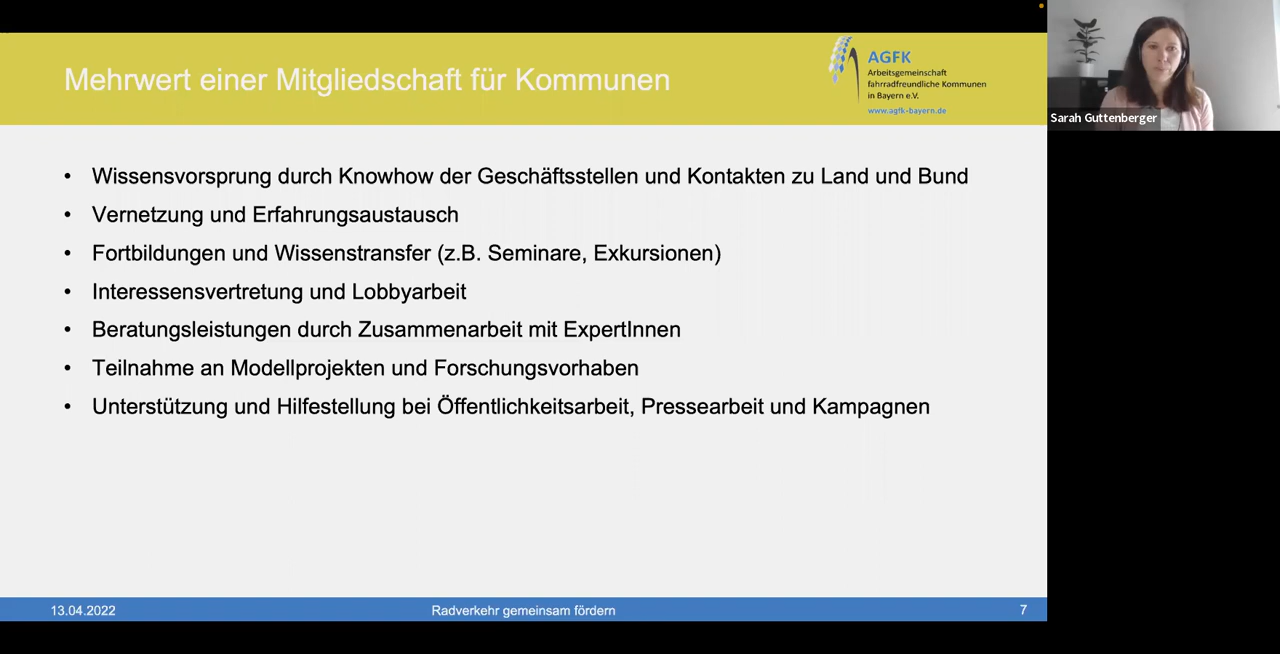 Mehrwert einer Mitgliedschaft für Kommunen
AGFK
Arbeitsgemeinschaft
fahrradfreundliche Kommunen
in Bayern e.V.
www.agfk-bayern.de
Sarah Guttenberger
• Wissensvorsprung durch Knowhow der Geschäftsstellen und Kontakten zu Land und Bund
• Vernetzung und Erfahrungsaustausch
• Fortbildungen und Wissenstransfer (z.B. Seminare, Exkursionen)
• Interessensvertretung und Lobbyarbeit
• Beratungsleistungen durch Zusammenarbeit mit ExpertInnen
• Teilnahme an Modellprojekten und Forschungsvorhaben
• Unterstützung und Hilfestellung bei Öffentlichkeitsarbeit, Pressearbeit und Kampagnen
13.04.2022 Radverkehr gemeinsam fördern 7